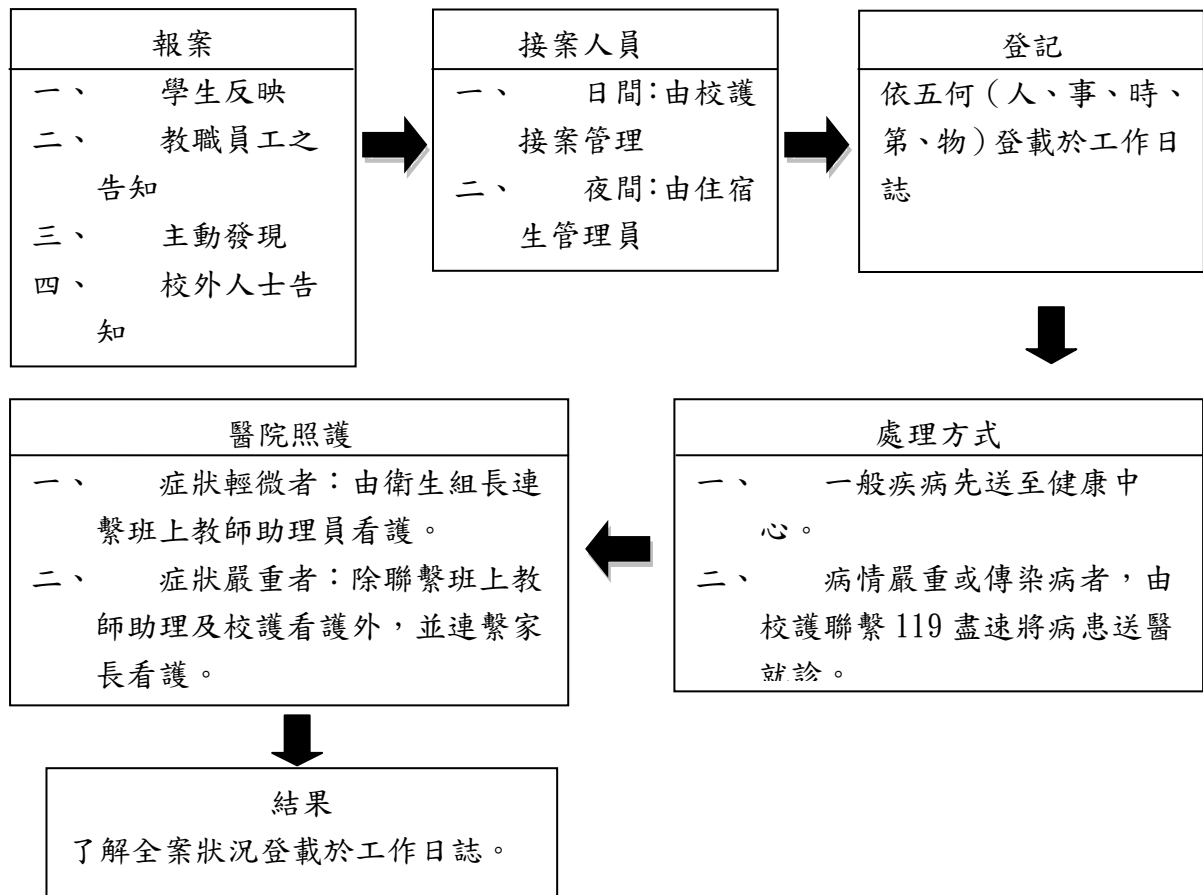 報案
一、 學生反映
二、 教職員工之
告知
三、 主動發現
四、 校外人士告
知
接案人員
一、 日間:由校護
接案管理
二、 夜間:由住宿
生管理員
登記
依五何(人、事、時、
第、物)登載於工作日
誌
處理方式
一、 一般疾病先送至健康中
心。
二、 病情嚴重或傳染病者,由
校護聯繫 119 盡速將病患送醫
就診。
醫院照護
一、 症狀輕微者:由衛生組長連
繫班上教師助理員看護。
二、 症狀嚴重者:除聯繫班上教
師助理及校護看護外,並連繫家
長看護。
結果
了解全案狀況登載於工作日誌。